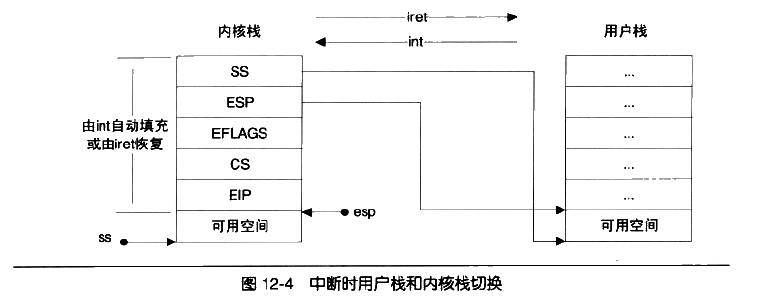 iret
int
内核栈
用户栈
SS
ESP
EFLAGS
CS
EIP
可用空间
由int自动填充
或由iret恢复
esp
ss
...
...
...
...
...
可用空间
图 12-4 中断时用户栈和内核栈切换